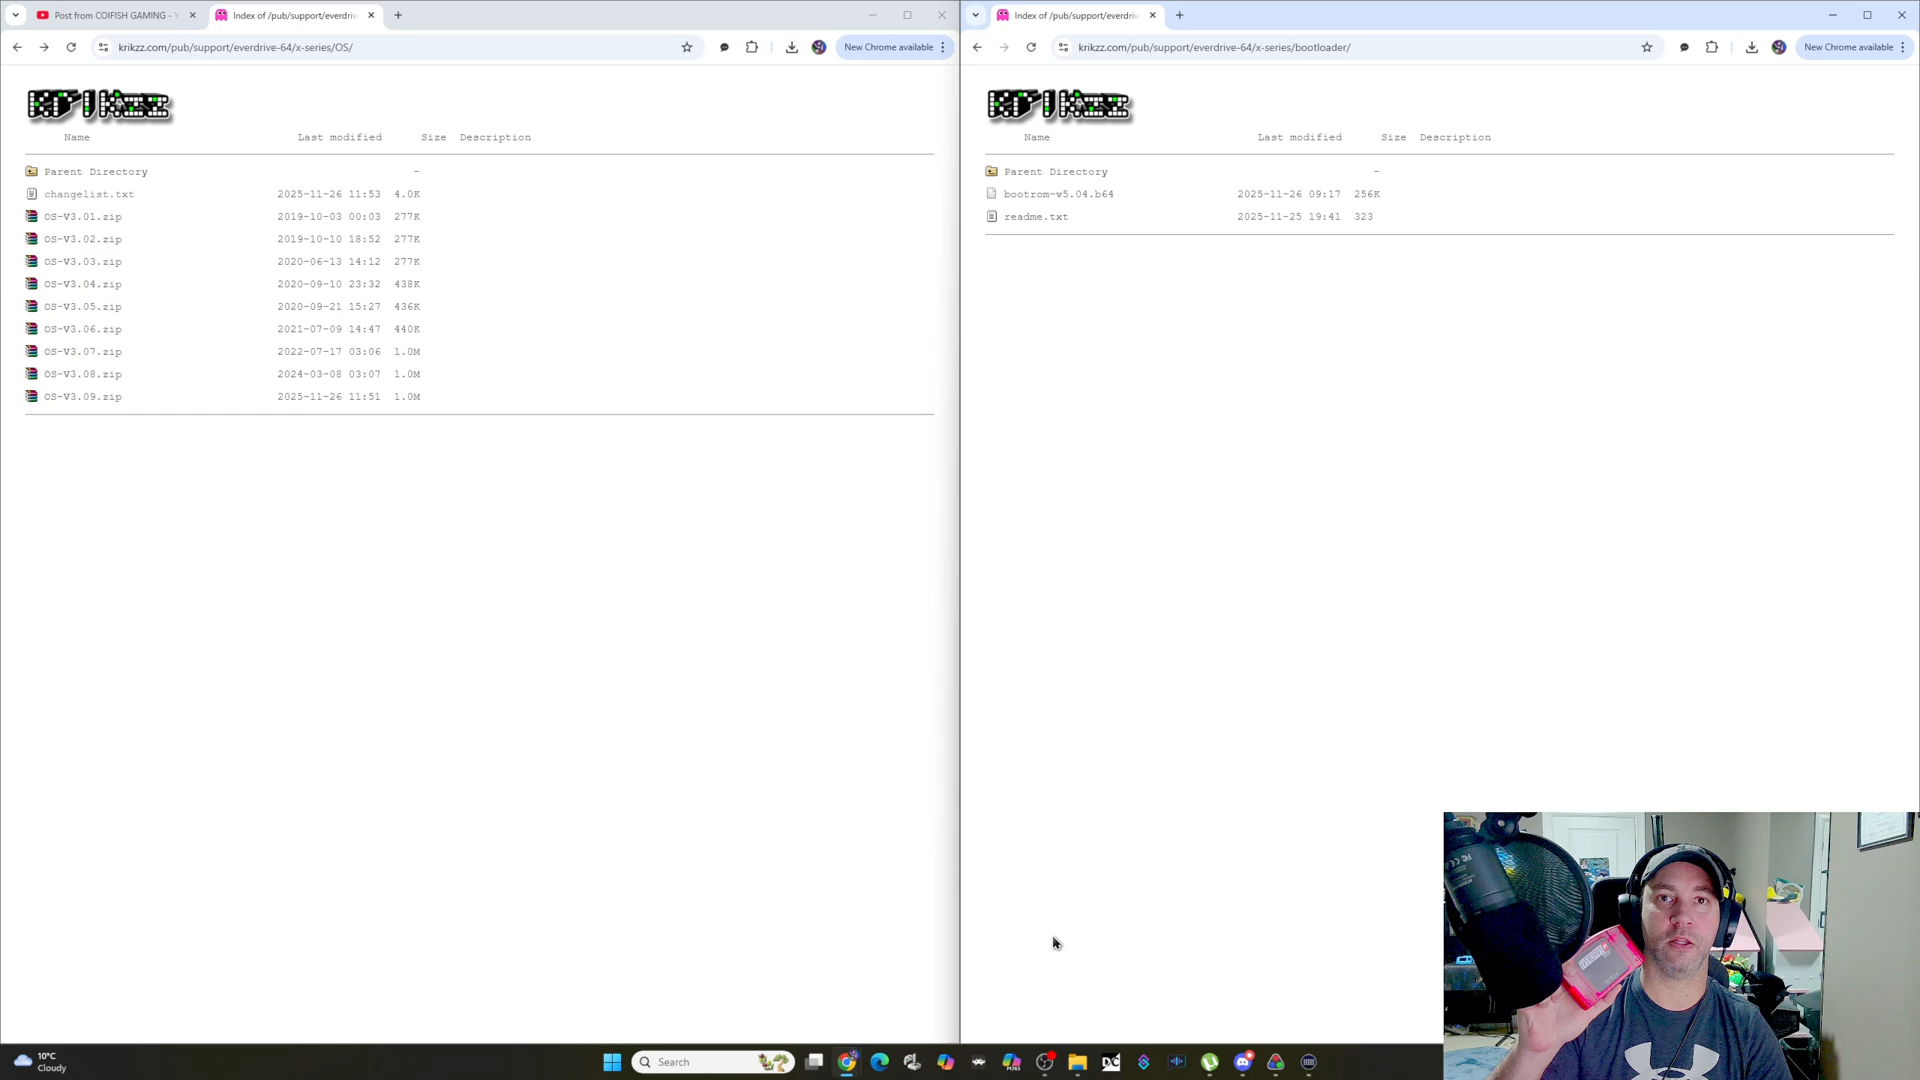 Post from COIFISH GAMING - Y
Index of /pub/support/everdriv
krikzz.com/pub/support/everdrive-64/x-series/OS/
New Chrome available
KRIKzz
Name Last modified Size Description
Parent Directory -
changelist.txt 2025-11-26 11:53 4.0K
OS-V3.01.zip 2019-10-03 00:03 277K
OS-V3.02.zip 2019-10-10 18:52 277K
OS-V3.03.zip 2020-06-13 14:12 277K
OS-V3.04.zip 2020-09-10 23:32 438K
OS-V3.05.zip 2020-09-21 15:27 436K
OS-V3.06.zip 2021-07-09 14:47 440K
OS-V3.07.zip 2022-07-17 03:06 1.0M
OS-V3.08.zip 2024-03-08 03:07 1.0M
OS-V3.09.zip 2025-11-26 11:51 1.0M
Index of /pub/support/everdriv
krikzz.com/pub/support/everdrive-64/x-series/bootloader/
New Chrome available
KRIKzz
Name Last modified Size Description
Parent Directory -
bootrom-v5.04.b64 2025-11-26 09:17 256K
readme.txt 2025-11-25 19:41 323
EVERDRIVE
10°C
Cloudy
Search
DC